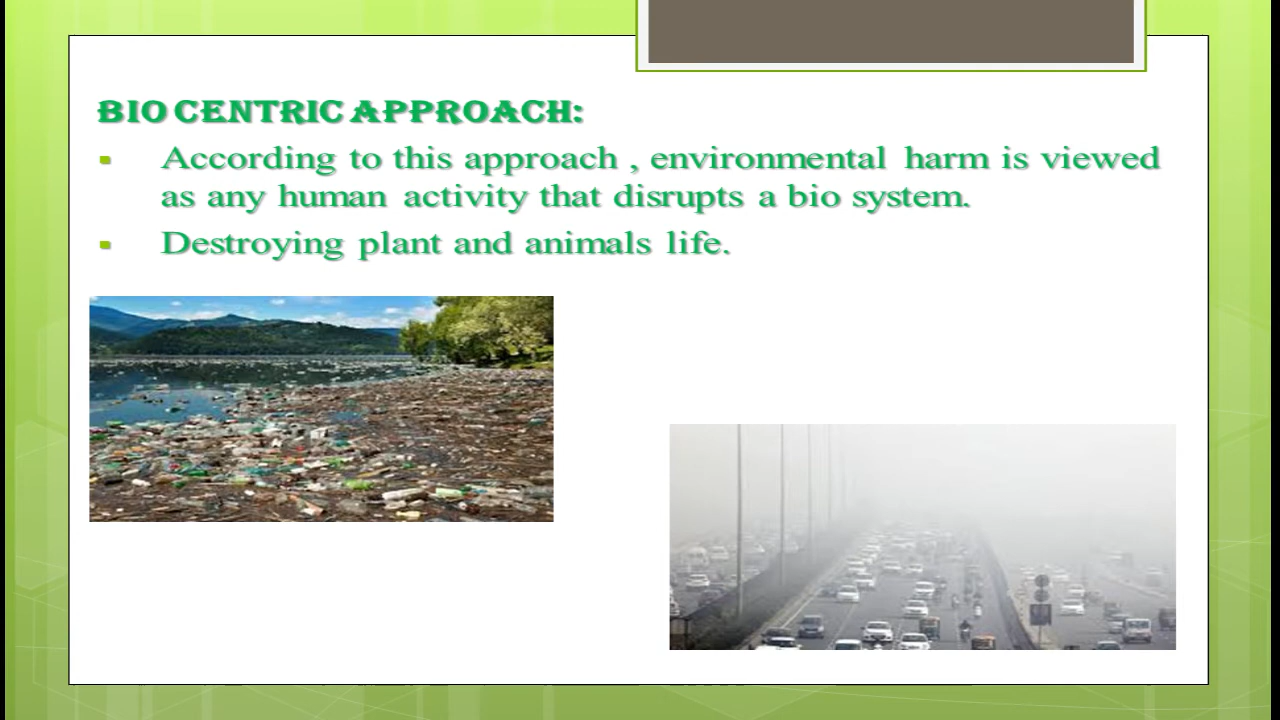 BIO CENTRIC APPROACH:
▪ According to this approach , environmental harm is viewed
as any human activity that disrupts a bio system.
▪ Destroying plant and animals life.